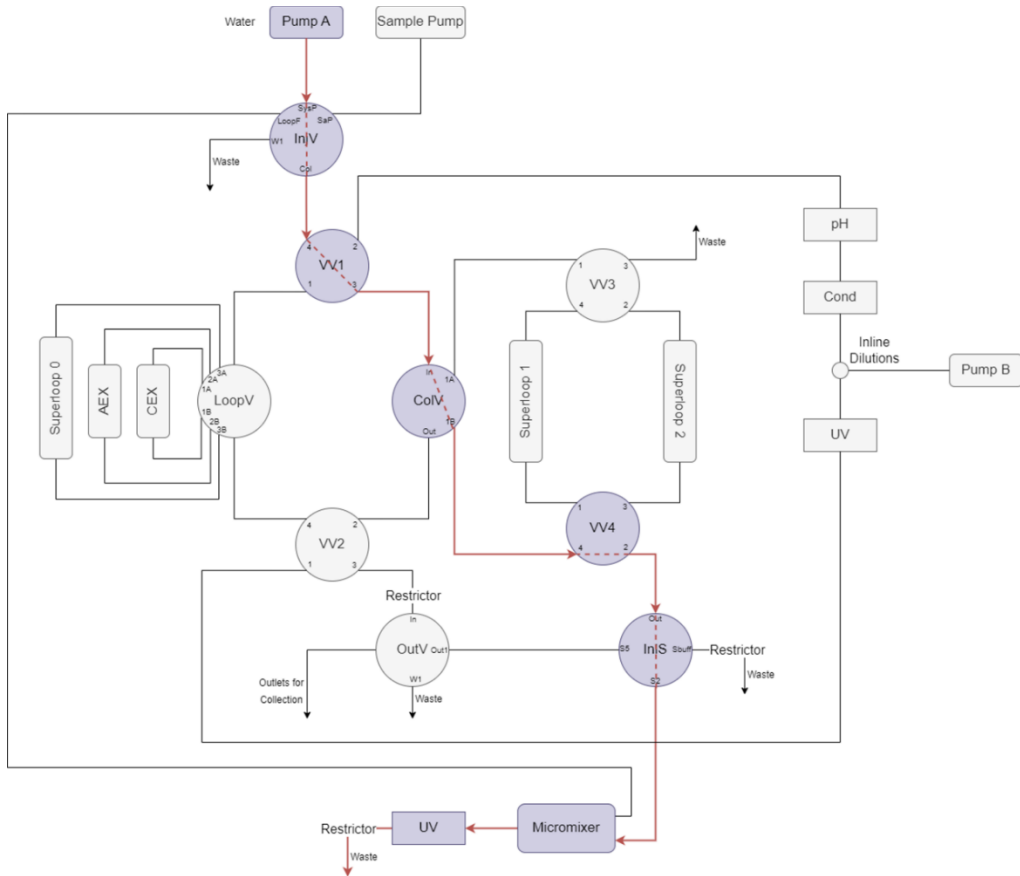 Water
Pump A
Sample Pump
SysP
LoopF
SaP
InjV
W1
Col
Waste
4
2
VV1
1
3
pH
Cond
Inline
Dilutions
Pump B
UV
Waste
1
3
VV3
4
2
Superloop 0
AEX
CEX
3A
2A
1A
LoopV
1B
2B
3B
In
1A
ColV
1B
Out
Superloop 1
Superloop 2
1
3
VV4
4
2
4
2
VV2
1
3
Restrictor
In
OutV
Out1
W1
Outlets for
Collection
Waste
Out
S5
InjS
Sbuff
S2
Restrictor
Waste
Restrictor
UV
Micromixer
Waste